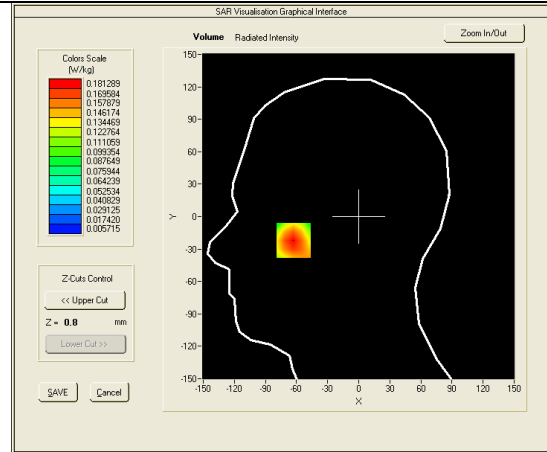 SAR Visualisation Graphical Interface
Volume Radiated Intensity
Zoom In/Out
Colors Scale
(W/kg)
0.181289
0.169584
0.157879
0.146174
0.134469
0.122764
0.111059
0.099354
0.087649
0.075944
0.064239
0.052534
0.040829
0.029125
0.017420
0.005715
Z-Cuts Control
<< Upper Cut
Z = 0.8 mm
Lower Cut >>
SAVE Cancel
150
120
90
60
30
0
-30
-60
-90
-120
-150
Y
-150 -120 -90 -60 -30 0 30 60 90 120 150
X